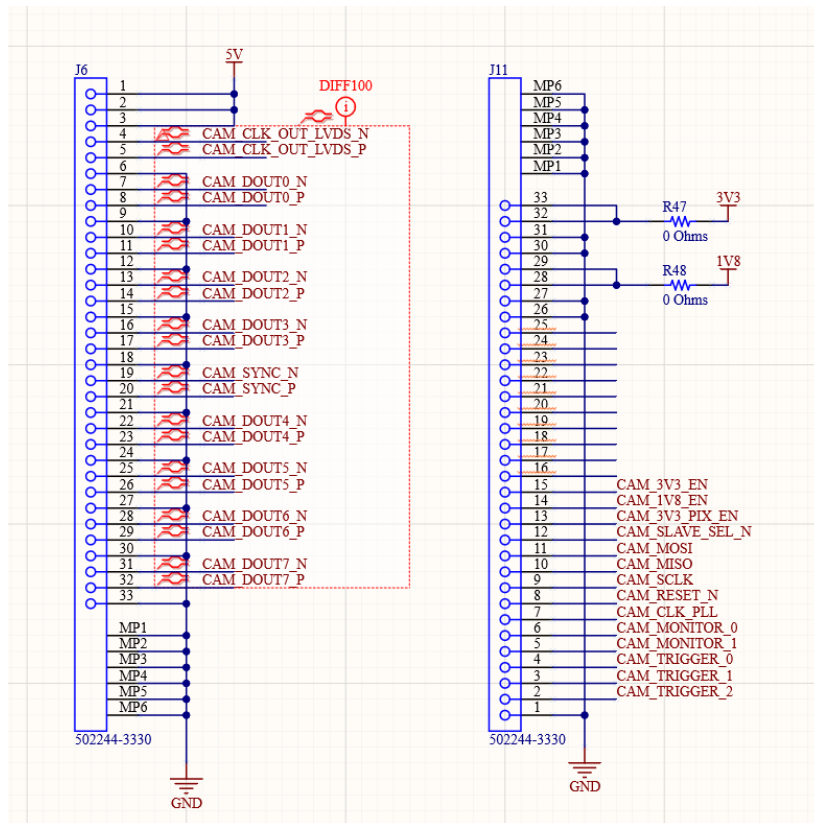 5V
J6
DIFF100
i
1
2
3
4 CAM_CLK_OUT_LVDS_N
5 CAM_CLK_OUT_LVDS_P
6
7 CAM_DOUT0_N
8 CAM_DOUT0_P
9
10 CAM_DOUT1_N
11 CAM_DOUT1_P
12
13 CAM_DOUT2_N
14 CAM_DOUT2_P
15
16 CAM_DOUT3_N
17 CAM_DOUT3_P
18
19 CAM_SYNC_N
20 CAM_SYNC_P
21
22 CAM_DOUT4_N
23 CAM_DOUT4_P
24
25 CAM_DOUT5_N
26 CAM_DOUT5_P
27
28 CAM_DOUT6_N
29 CAM_DOUT6_P
30
31 CAM_DOUT7_N
32 CAM_DOUT7_P
33
MP1
MP2
MP3
MP4
MP5
MP6
502244-3330
GND
J11
MP6
MP5
MP4
MP3
MP2
MP1
33
32
R47
0 Ohms
3V3
31
30
29
28
R48
0 Ohms
1V8
27
26
25
24
23
22
21
20
19
18
17
16
15 CAM_3V3_EN
14 CAM_1V8_EN
13 CAM_3V3_PIX_EN
12 CAM_SLAVE_SEL_N
11 CAM_MOSI
10 CAM_MISO
9 CAM_SCLK
8 CAM_RESET_N
7 CAM_CLK_PLL
6 CAM_MONITOR_0
5 CAM_MONITOR_1
4 CAM_TRIGGER_0
3 CAM_TRIGGER_1
2 CAM_TRIGGER_2
1
502244-3330
GND